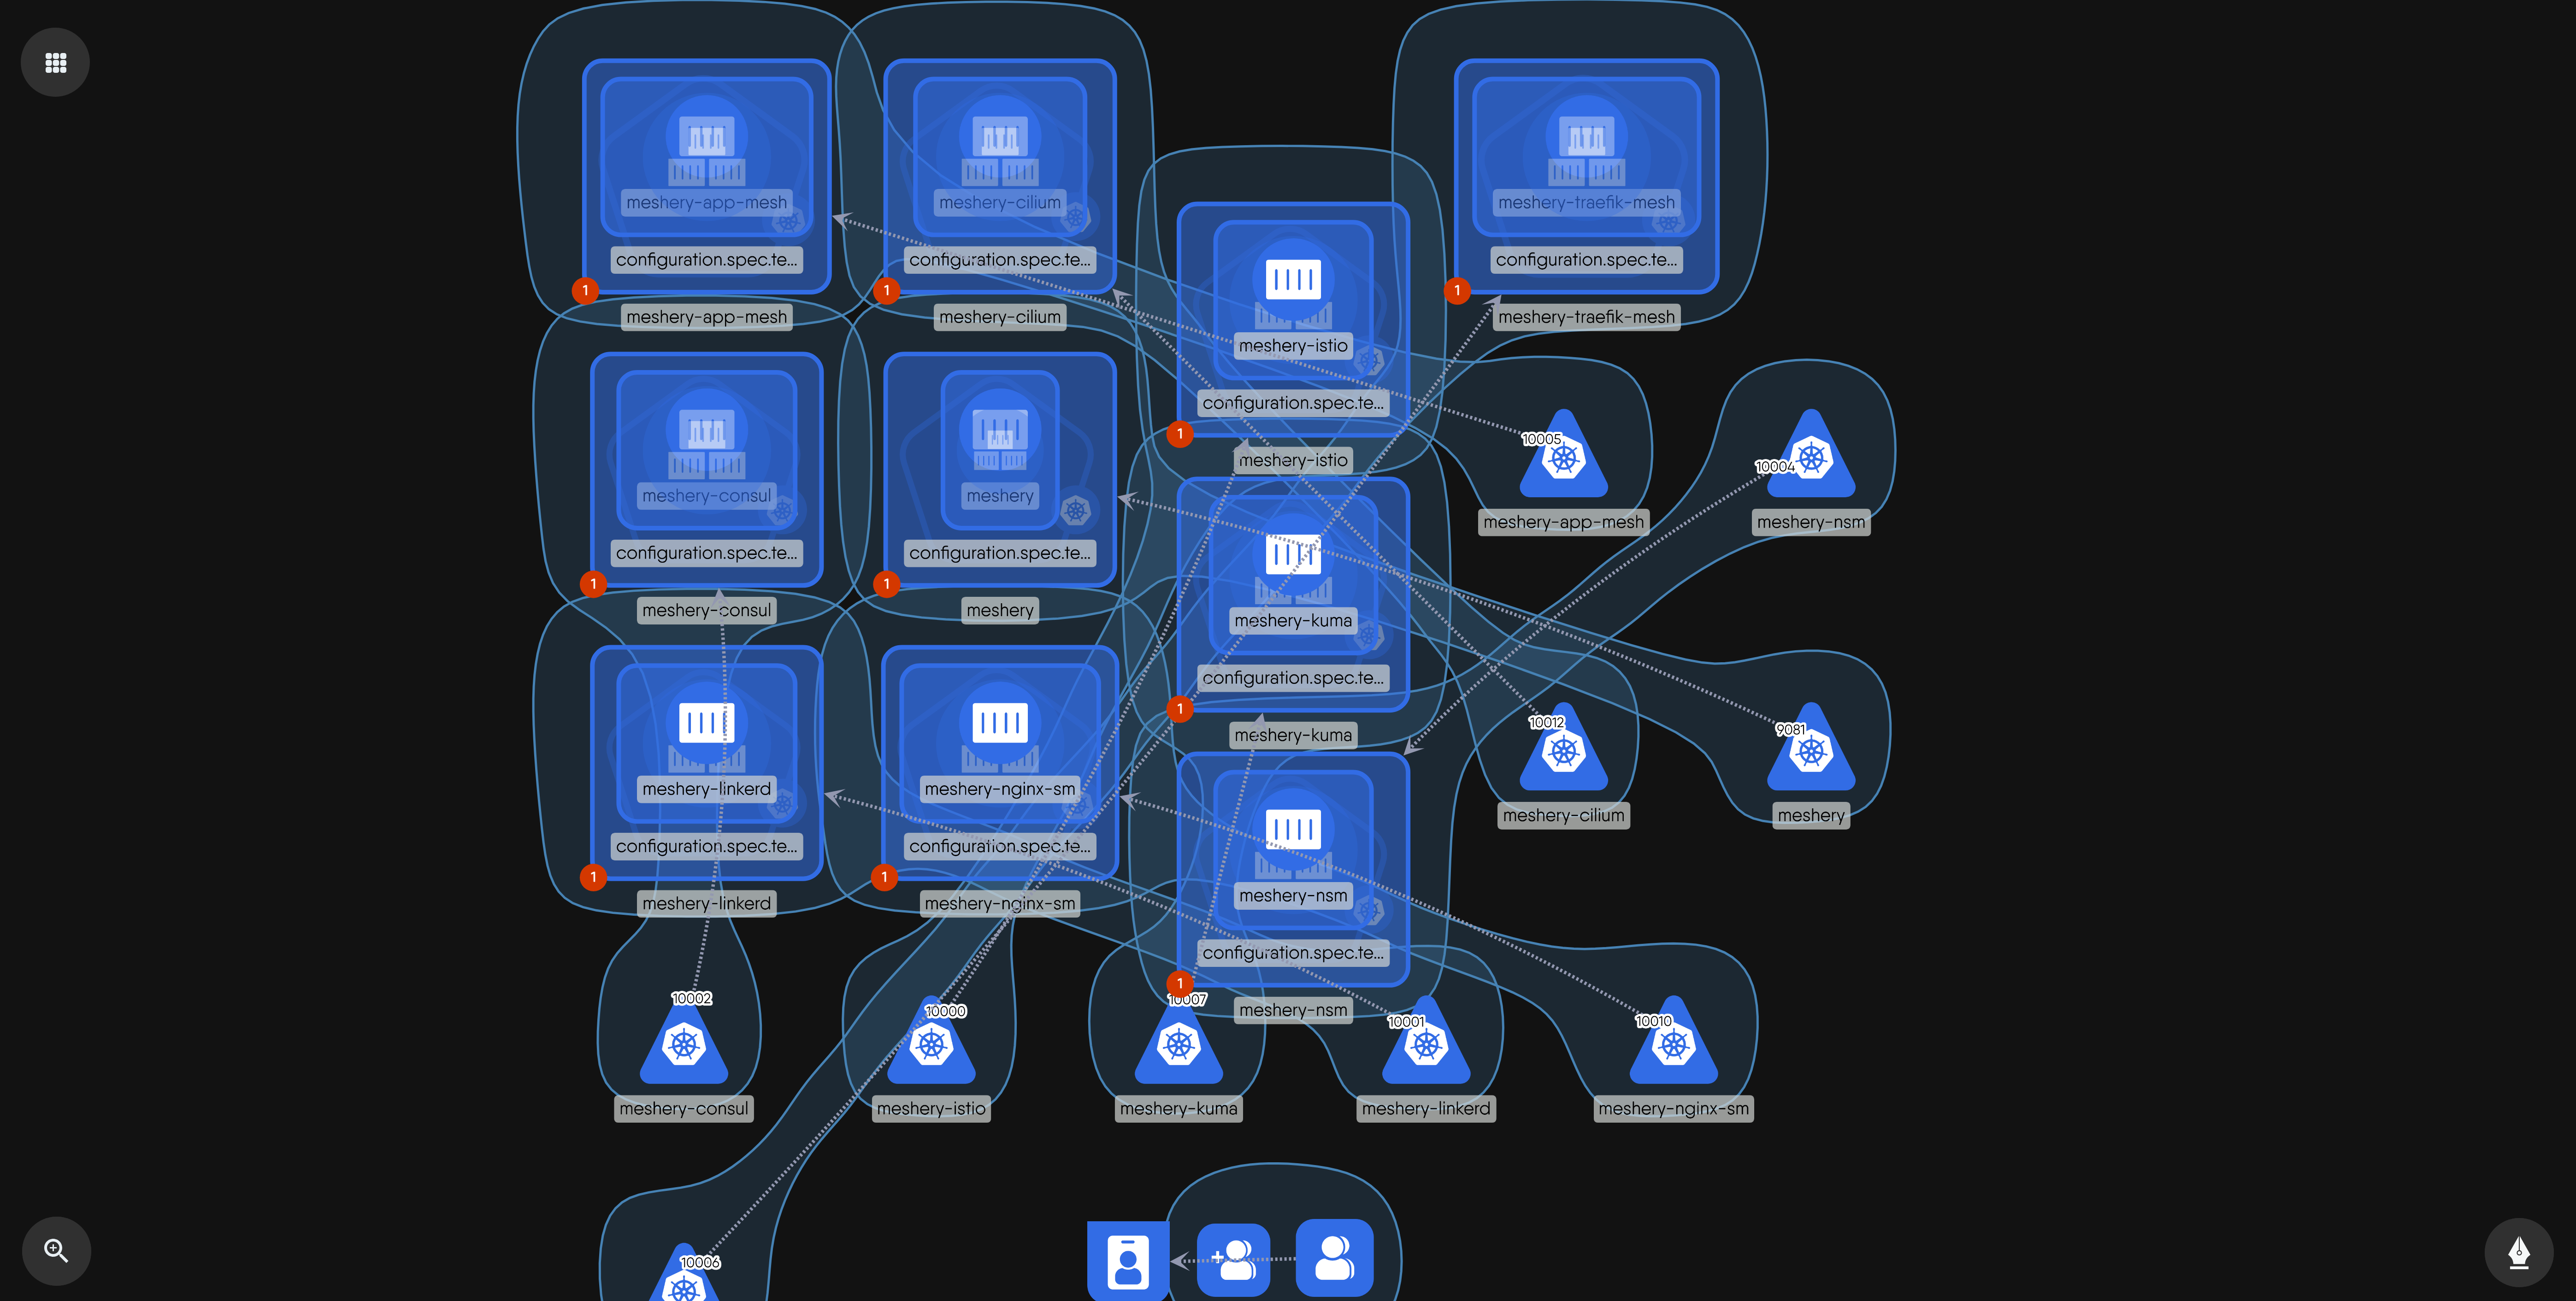 meshery-app-mesh
meshery-cilium
meshery-traefik-mesh
configuration.spec.te...
configuration.spec.te...
configuration.spec.te...
1
1
1
meshery-app-mesh
meshery-cilium
meshery-traefik-mesh
meshery-istio
configuration.spec.te...
1
meshery-istio
meshery-consul
meshery
configuration.spec.te...
configuration.spec.te...
1
1
meshery-consul
meshery
10005
meshery-app-mesh
10004
meshery-nsm
meshery-kuma
configuration.spec.te...
1
meshery-kuma
meshery-linkerd
meshery-nginx-sm
configuration.spec.te...
configuration.spec.te...
1
1
meshery-linkerd
meshery-nginx-sm
10012
meshery-cilium
9081
meshery
meshery-nsm
configuration.spec.te...
1
meshery-nsm
10002
10000
10007
10001
10010
meshery-consul
meshery-istio
meshery-kuma
meshery-linkerd
meshery-nginx-sm
10006